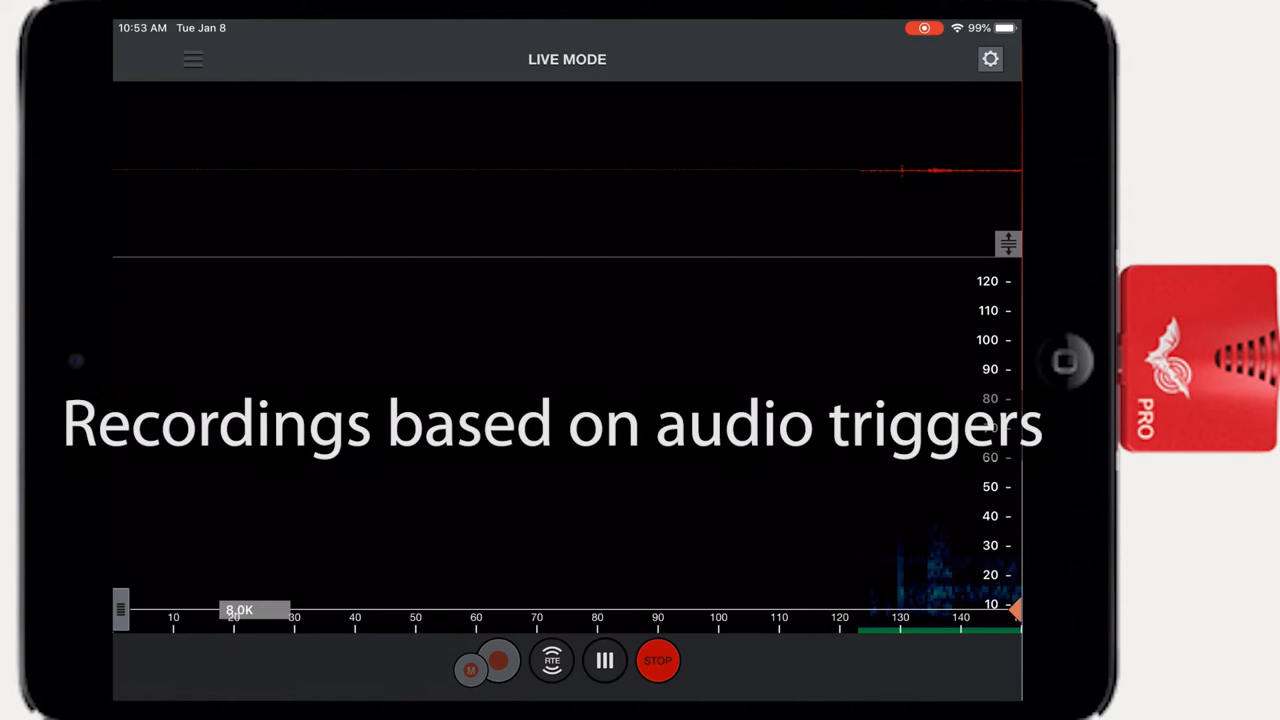 10:53 AM Tue Jan 8
99%
LIVE MODE
120
110
100
90
80
Recordings based on audio triggers
60
50
40
30
20
10
8.0K
10 20 30 40 50 60 70 80 90 100 110 120 130 140
M
RTE
STOP
PRO